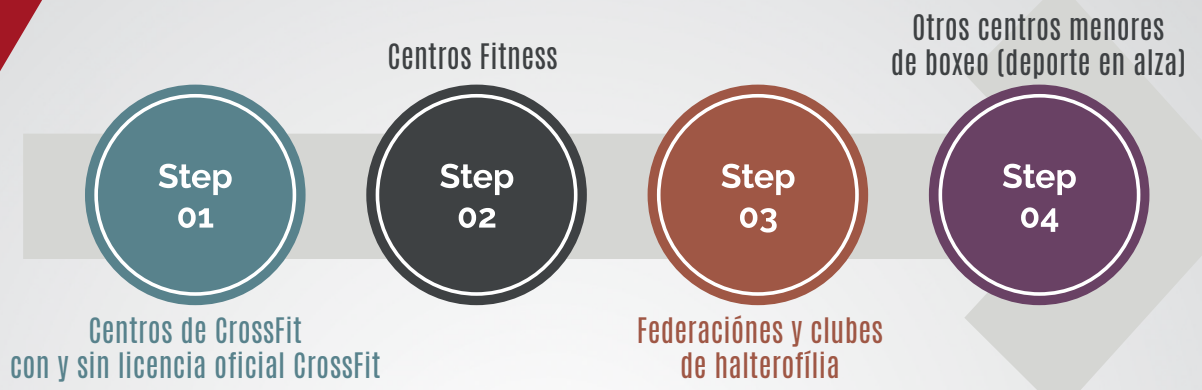 Centros de CrossFit
con y sin licencia oficial CrossFit
Step
01
Centros Fitness
Step
02
Federaciónes y clubes
de halterofília
Step
03
Otros centros menores
de boxeo (deporte en alza)
Step
04